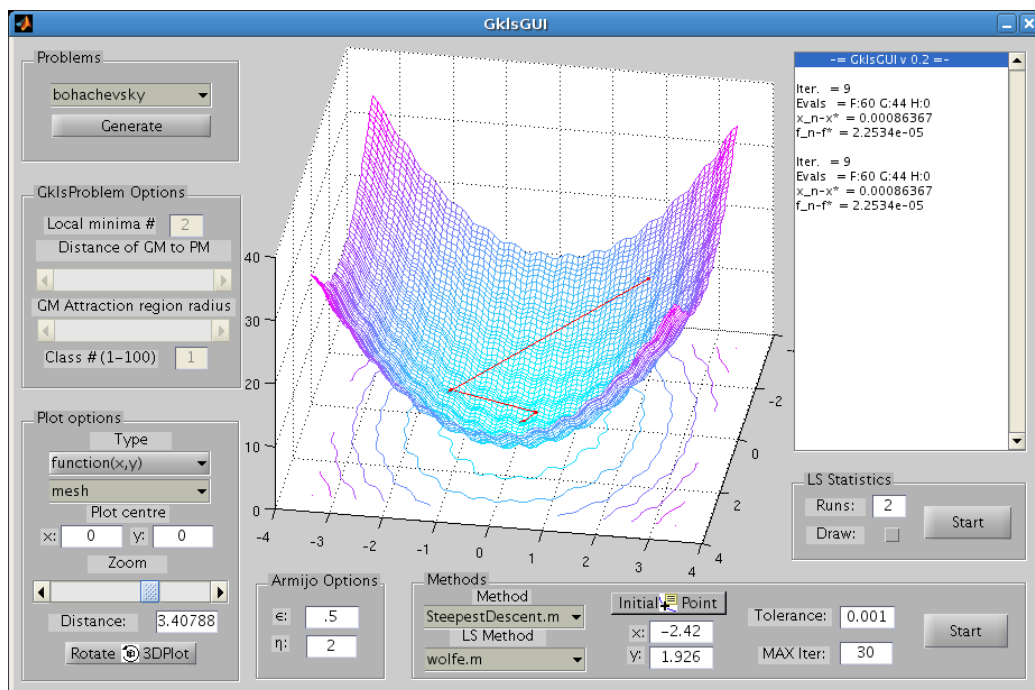 GklsGUI
Problems
bohachevsky
Generate
GklsProblem Options
Local minima # 2
Distance of GM to PM
GM Attraction region radius
Class # (1-100) 1
Plot options
Type
function(x,y)
mesh
Plot centre
x: 0 y: 0
Zoom
Distance: 3.40788
Rotate 3DPlot
40
30
20
10
0
-4
-3
-2
-1
0
1
2
3
4
-2
0
2
4
-= GklsGUI v 0.2 =-
Iter. = 9
Evals = F:60 G:44 H:0
x_n-x* = 0.00086367
f_n-f* = 2.2534e-05
Iter. = 9
Evals = F:60 G:44 H:0
x_n-x* = 0.00086367
f_n-f* = 2.2534e-05
LS Statistics
Runs: 2
Draw:
Start
Armijo Options
ϵ: .5
η: 2
Methods
Method
SteepestDescent.m
LS Method
wolfe.m
Initial Point
x: -2.42
y: 1.926
Tolerance: 0.001
MAX Iter: 30
Start